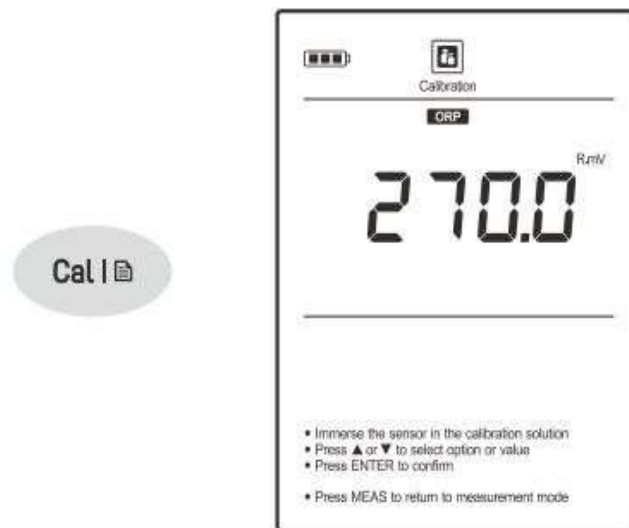 Calibration
ORP
R.mV
270.0
Cal |
• Immerse the sensor in the calibration solution
• Press ▲ or ▼ to select option or value
• Press ENTER to confirm
• Press MEAS to return to measurement mode